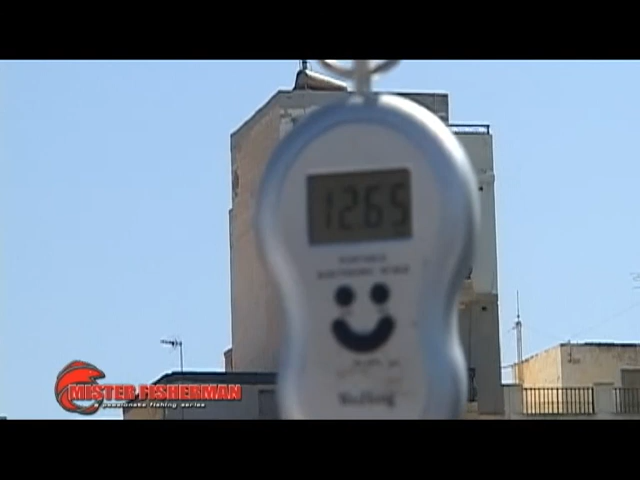 12.65
PORTABLE
ELECTRONIC SCALE
MISTER FISHERMAN
a passionate fishing series